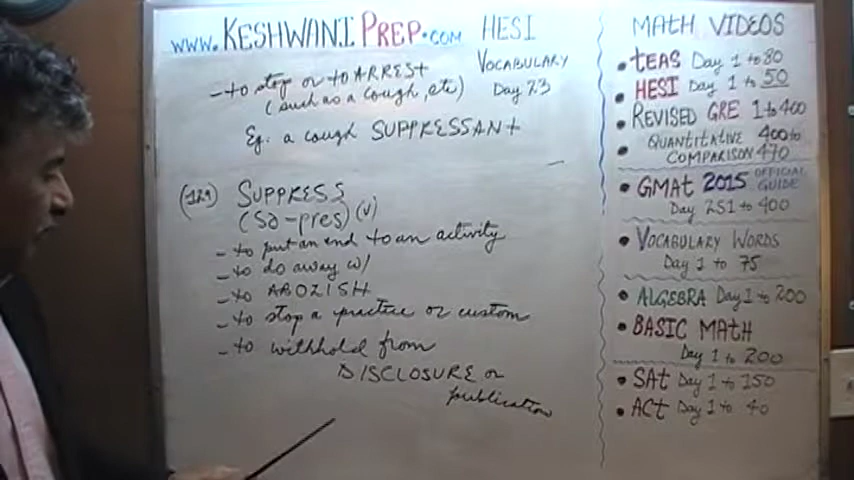 www.KESHWANIPREP.com HESI
VOCABULARY
Day 23
- to stop or to ARREST
(such as a cough, etc)
Eg. a cough SUPPRESSANT
(129) SUPPRESS
(sə-pres) (v)
- to put an end to an activity
- to do away w/
- to ABOLISH
- to stop a practice or custom
- to withhold from
DISCLOSURE or
publication
MATH VIDEOS
• TEAS Day 1 to 80
• HESI Day 1 to 50
• REVISED GRE 1 to 400
• QUANTITATIVE 400 to
COMPARISON 470
• GMAT 2015 OFFICIAL
GUIDE
Day 251 to 400
• VOCABULARY WORDS
Day 1 to 75
• ALGEBRA Day 1 to 200
• BASIC MATH
Day 1 to 200
• SAT Day 1 to 150
• ACT Day 1 to 40